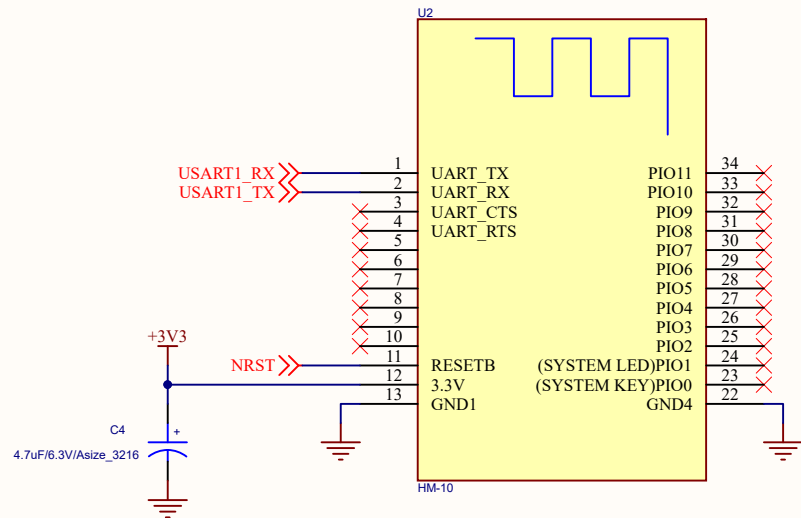 U2
USART1_RX 1 UART_TX PIO11 34
USART1_TX 2 UART_RX PIO10 33
3 UART_CTS PIO9 32
4 UART_RTS PIO8 31
5 PIO7 30
6 PIO6 29
7 PIO5 28
8 PIO4 27
9 PIO3 26
10 PIO2 25
+3V3
NRST 11 RESETB (SYSTEM LED)PIO1 24
12 3.3V (SYSTEM KEY)PIO0 23
13 GND1 GND4 22
C4
+
4.7uF/6.3V/Asize_3216
HM-10